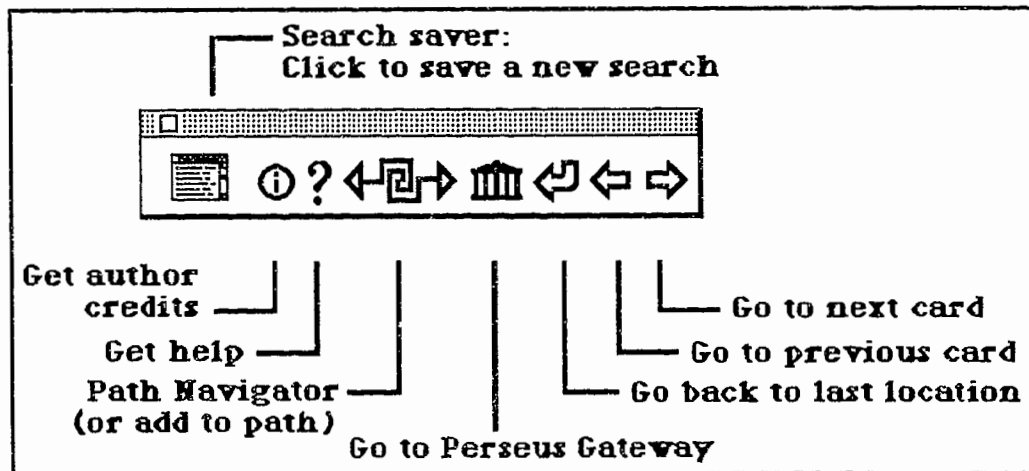 Search saver:
Click to save a new search
?
Get author
credits
Go to next card
Get help
Go to previous card
Path Navigator
(or add to path)
Go back to last location
Go to Perseus Gateway